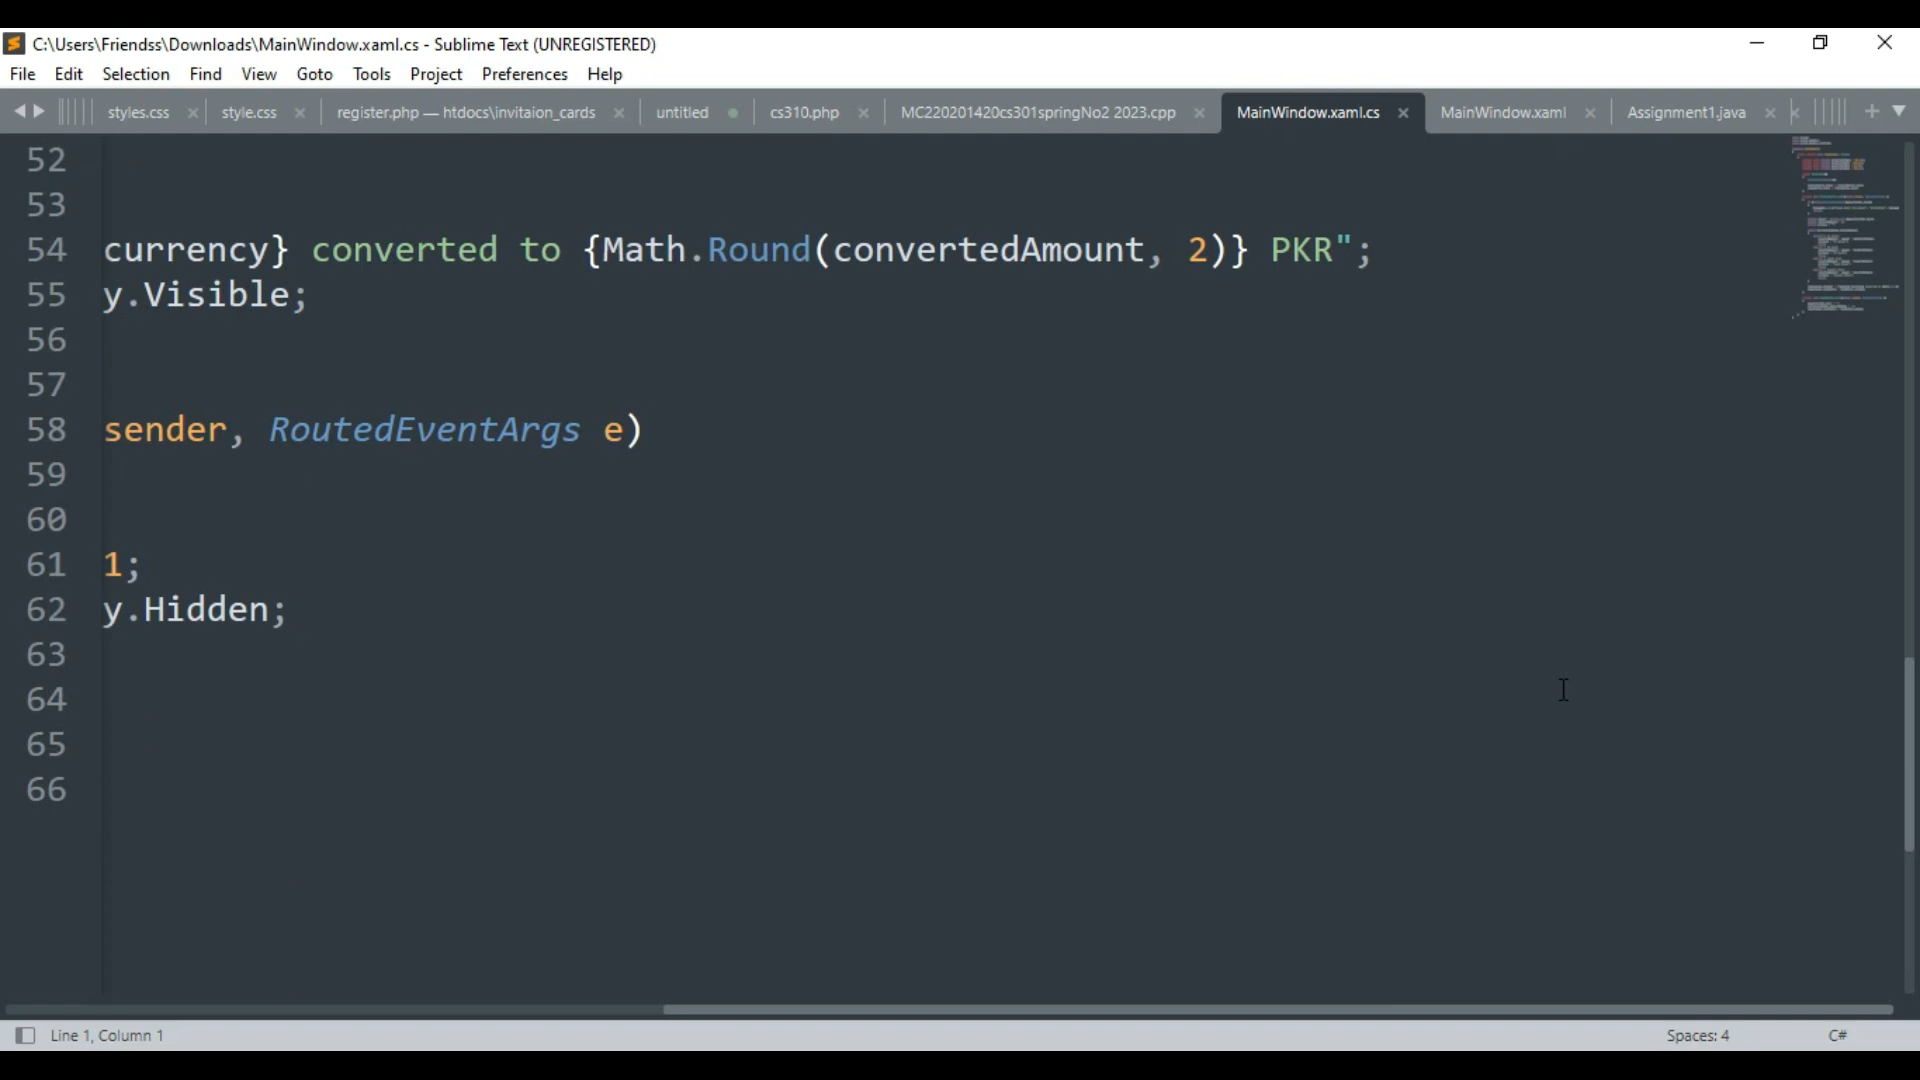 C:\Users\Friendss\Downloads\MainWindow.xaml.cs - Sublime Text (UNREGISTERED)
File Edit Selection Find View Goto Tools Project Preferences Help
styles.css style.css register.php — htdocs\invitaion_cards untitled cs310.php MC220201420cs301springNo2 2023.cpp MainWindow.xaml.cs MainWindow.xaml Assignment1.java
52
53
54 currency} converted to {Math.Round(convertedAmount, 2)} PKR";
55 y.Visible;
56
57
58 sender, RoutedEventArgs e)
59
60
61 1;
62 y.Hidden;
63
64
65
66
Line 1, Column 1 Spaces: 4 C#